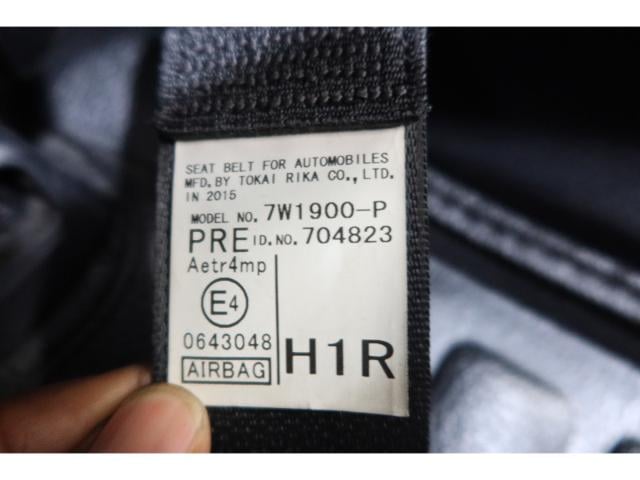 SEAT BELT FOR AUTOMOBILES
MFD. BY TOKAI RIKA CO., LTD.
IN 2015
MODEL NO. 7W1900-P
PRE ID.NO. 704823
Aetr4mp
E4
0643048
AIRBAG
H1R